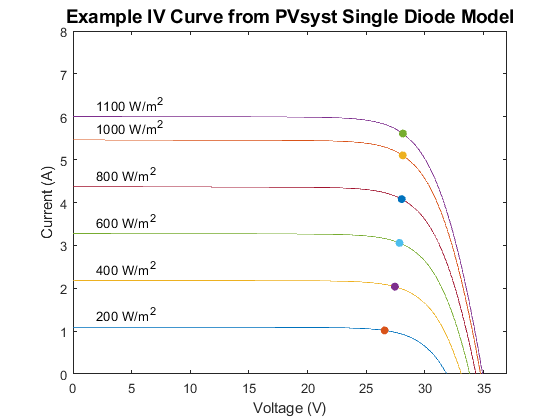 Example IV Curve from PVsyst Single Diode Model
8
7
6
5
4
3
2
1
0
Current (A)
1100 W/m²
1000 W/m²
800 W/m²
600 W/m²
400 W/m²
200 W/m²
0 5 10 15 20 25 30 35
Voltage (V)